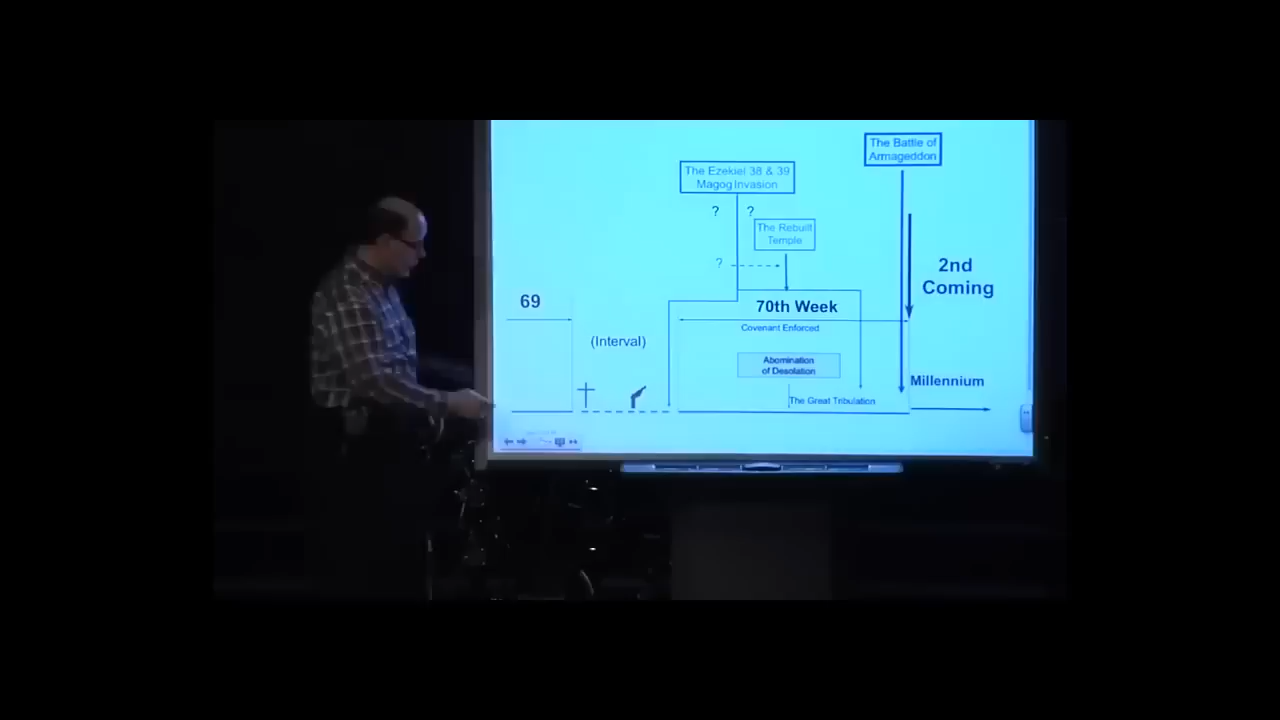 The Battle of
Armageddon
The Ezekiel 38 & 39
Magog Invasion
? ?
The Rebuilt
Temple
?
2nd
Coming
69
70th Week
Covenant Enforced
(Interval)
Abomination
of Desolation
Millennium
The Great Tribulation